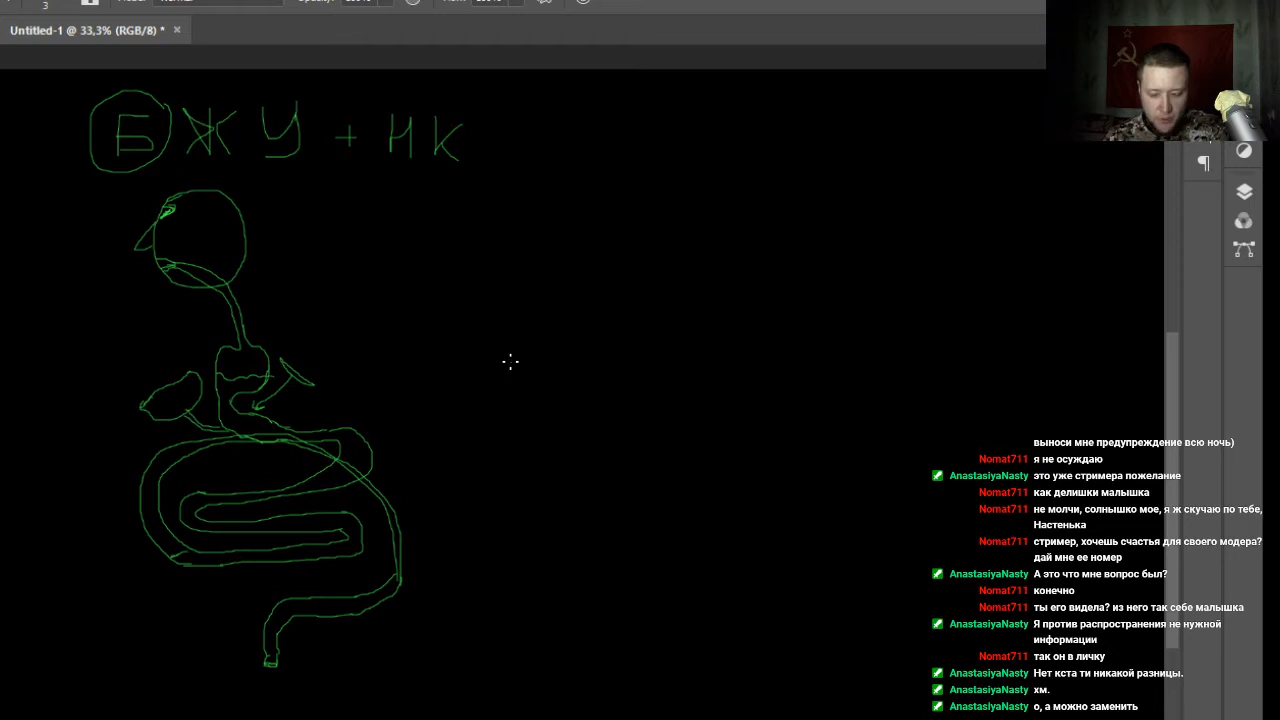 3
Untitled-1 @ 33,3% (RGB/8) * ×
Б Ж У + Н К
выноси мне предупреждение всю ночь)
Nomat711 я не осуждаю
AnastasiyaNasty это уже стримера пожелание
Nomat711 как делишки малышка
Nomat711 не молчи, солнышко мое, я ж скучаю по тебе,
Настенька
Nomat711 стример, хочешь счастья для своего модера?
дай мне ее номер
AnastasiyaNasty А это что мне вопрос был?
Nomat711 конечно
Nomat711 ты его видела? из него так себе малышка
AnastasiyaNasty Я против распространения не нужной
информации
Nomat711 так он в личку
AnastasiyaNasty Нет кста ти никакой разницы.
AnastasiyaNasty хм.
AnastasiyaNasty о, а можно заменить